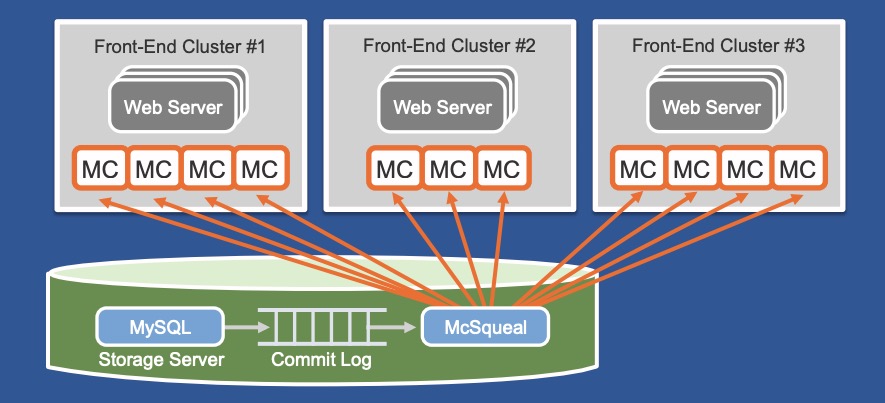 Front-End Cluster #1
Front-End Cluster #2
Front-End Cluster #3
Web Server
Web Server
Web Server
MC MC MC MC
MC MC MC
MC MC MC MC
MySQL
McSqueal
Storage Server
Commit Log